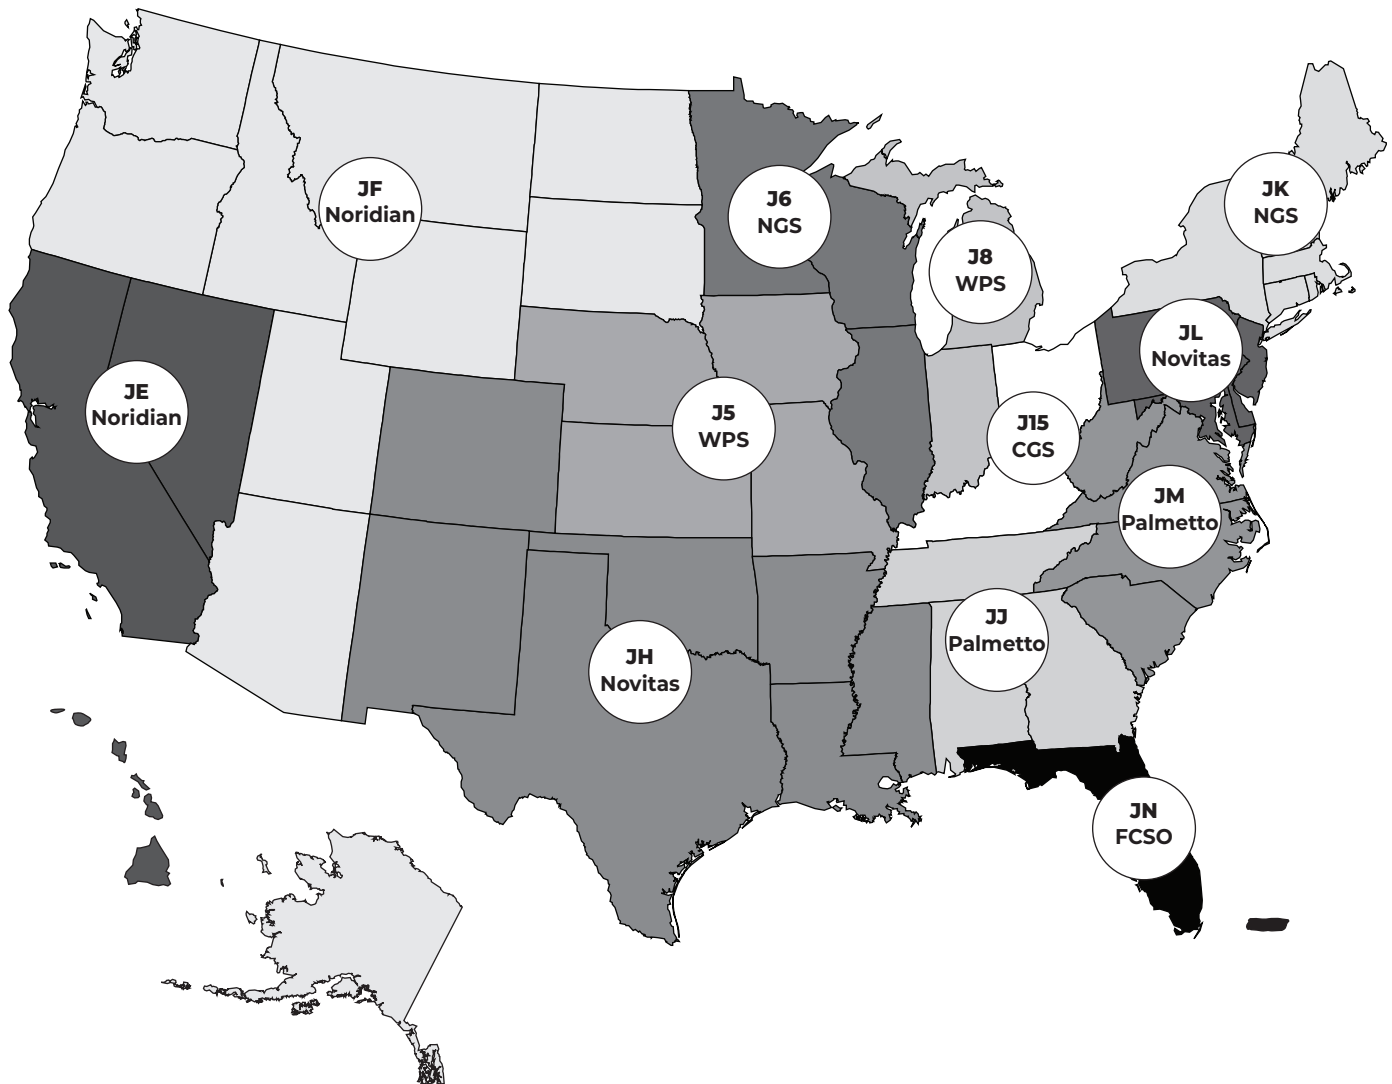 JF
Noridian
J6
NGS
JK
NGS
J8
WPS
JL
Novitas
JE
Noridian
J5
WPS
J15
CGS
JM
Palmetto
JJ
Palmetto
JH
Novitas
JN
FCSO